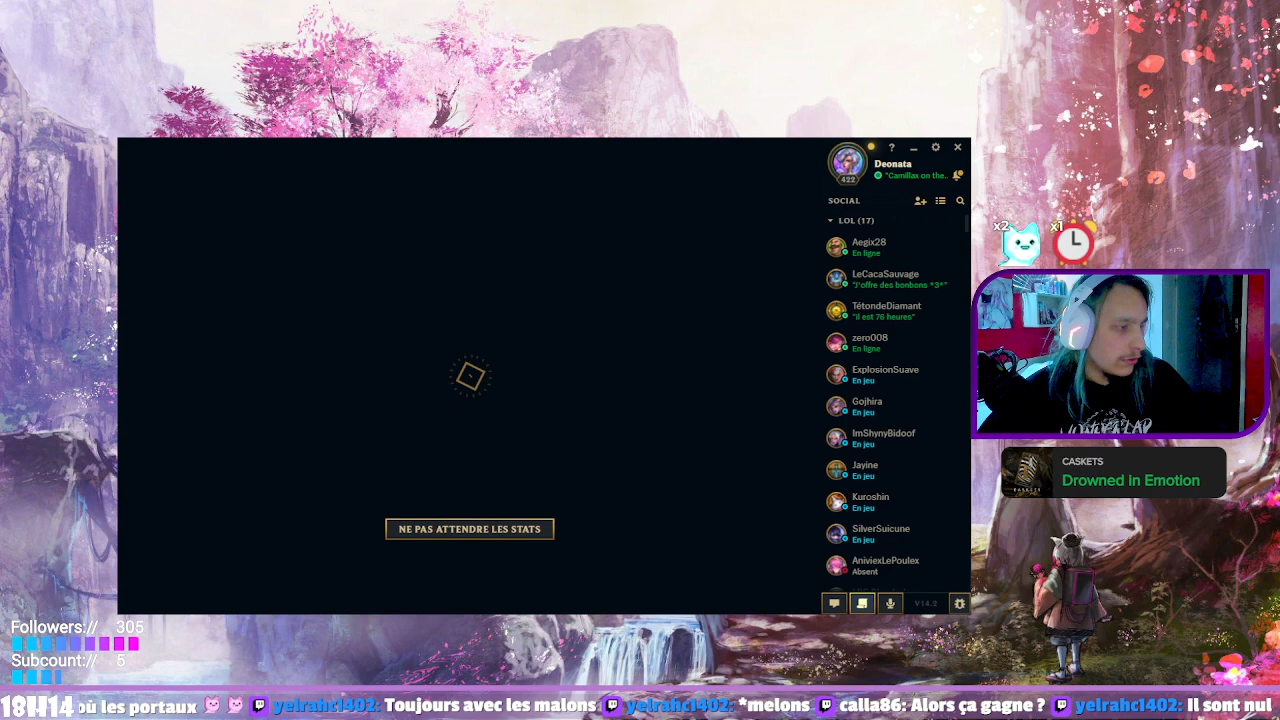 Deonata
422
"Camillax on the..
SOCIAL
LOL (17)
Aegix28
En ligne
LeCacaSauvage
"J'offre des bonbons *3*"
TétondeDiamant
"il est 76 heures"
zero008
En ligne
ExplosionSuave
En jeu
Gojhira
En jeu
ImShynyBidoof
En jeu
Jayine
En jeu
Kuroshin
En jeu
SilverSuicune
En jeu
AniviexLePoulex
Absent
V14.2
NE PAS ATTENDRE LES STATS
x2
x1
CASKETS
Drowned In Emotion
Followers:// 305
Subcount:// 5
18H14
où les portaux yelrahc1402: Toujours avec les malons yelrahc1402: *melons calla86: Alors ça gagne ? yelrahc1402: Il sont nul